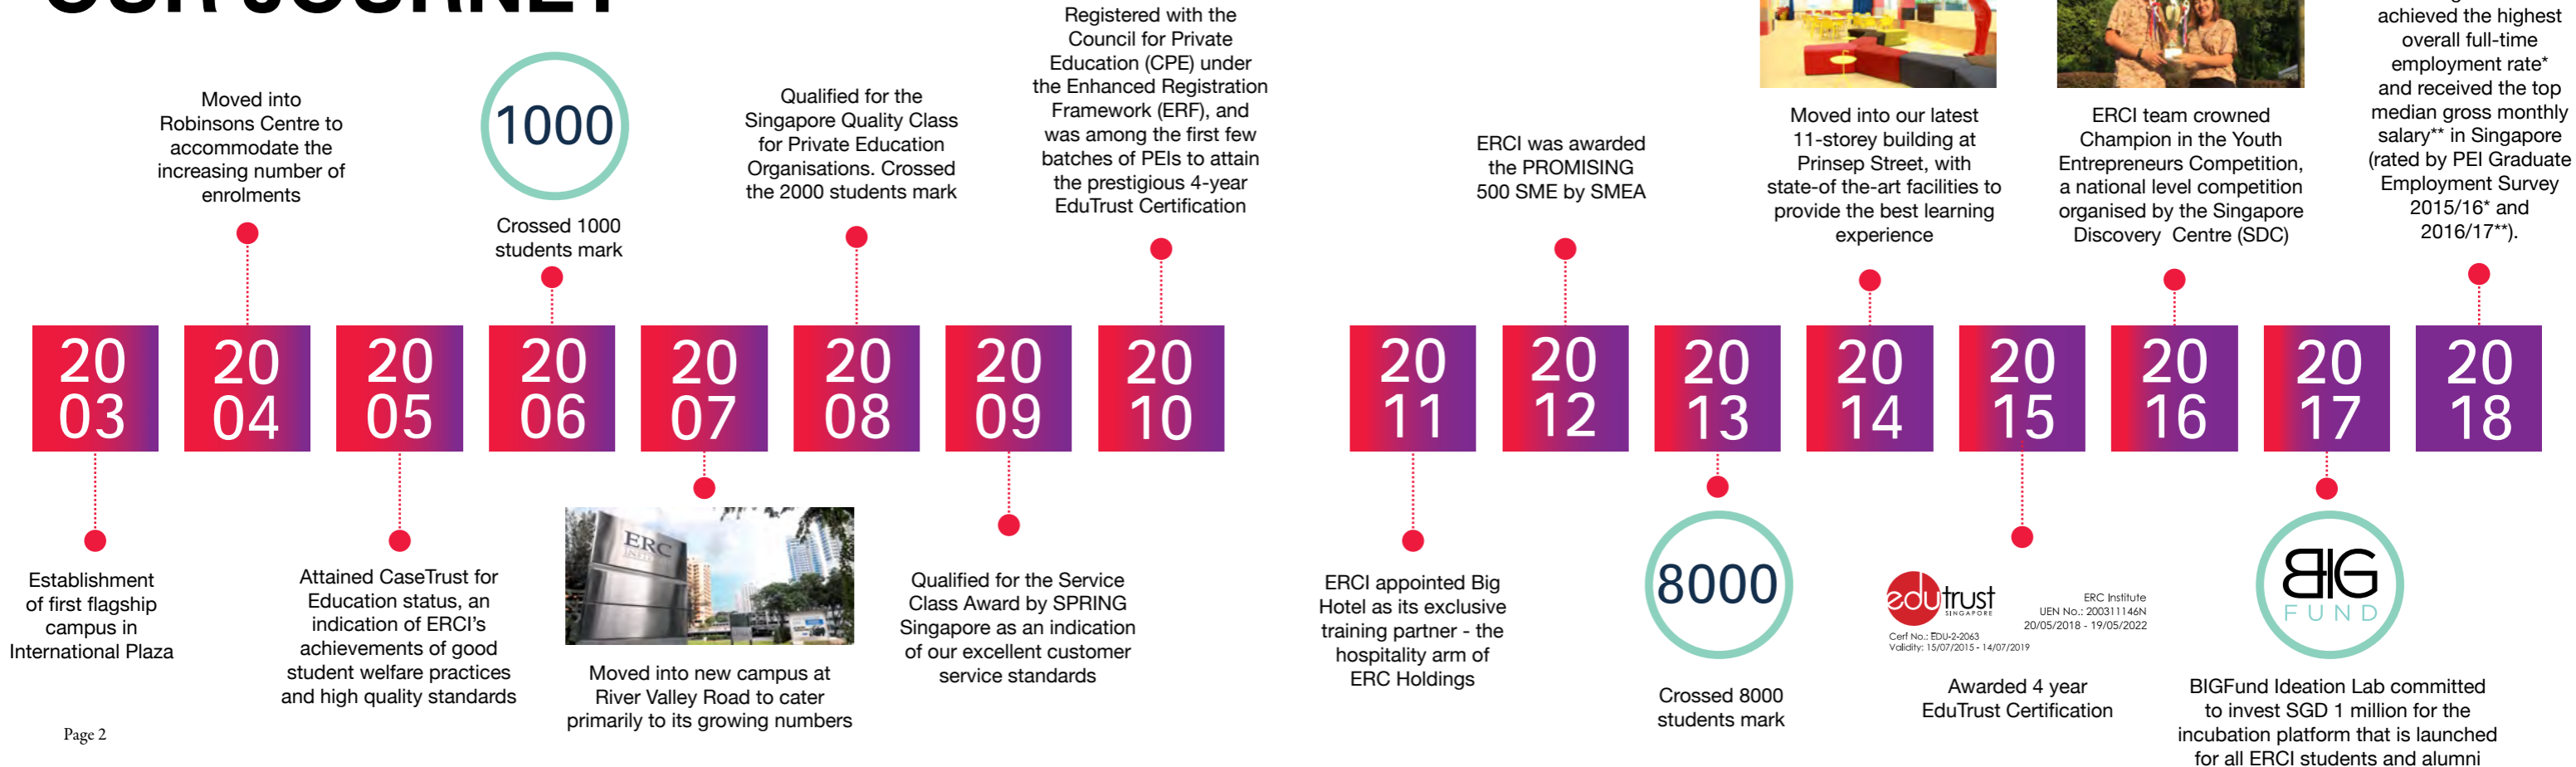 OUR JOURNEY
Establishment
of first flagship
campus in
International Plaza
20
03
Moved into
Robinsons Centre to
accommodate the
increasing number of
enrolments
20
04
20
05
Attained CaseTrust for
Education status, an
indication of ERCI's
achievements of good
student welfare practices
and high quality standards
1000
Crossed 1000
students mark
20
06
20
07
ERC
Moved into new campus at
River Valley Road to cater
primarily to its growing numbers
Qualified for the
Singapore Quality Class
for Private Education
Organisations. Crossed
the 2000 students mark
20
08
20
09
Qualified for the Service
Class Award by SPRING
Singapore as an indication
of our excellent customer
service standards
Registered with the
Council for Private
Education (CPE) under
the Enhanced Registration
Framework (ERF), and
was among the first few
batches of PEIs to attain
the prestigious 4-year
EduTrust Certification
20
10
20
11
ERCI appointed Big
Hotel as its exclusive
training partner - the
hospitality arm of
ERC Holdings
ERCI was awarded
the PROMISING
500 SME by SMEA
20
12
20
13
8000
Crossed 8000
students mark
Moved into our latest
11-storey building at
Prinsep Street, with
state-of the-art facilities to
provide the best learning
experience
20
14
20
15
edutrust
SINGAPORE
Cerf No.: EDU-2-2063
Validity: 15/07/2015 - 14/07/2019
ERC Institute
UEN No.: 200311146N
20/05/2018 - 19/05/2022
Awarded 4 year
EduTrust Certification
ERCI team crowned
Champion in the Youth
Entrepreneurs Competition,
a national level competition
organised by the Singapore
Discovery Centre (SDC)
20
16
20
17
BIG
FUND
BIGFund Ideation Lab committed
to invest SGD 1 million for the
incubation platform that is launched
for all ERCI students and alumni
achieved the highest
overall full-time
employment rate*
and received the top
median gross monthly
salary** in Singapore
(rated by PEI Graduate
Employment Survey
2015/16* and
2016/17**).
20
18
Page 2